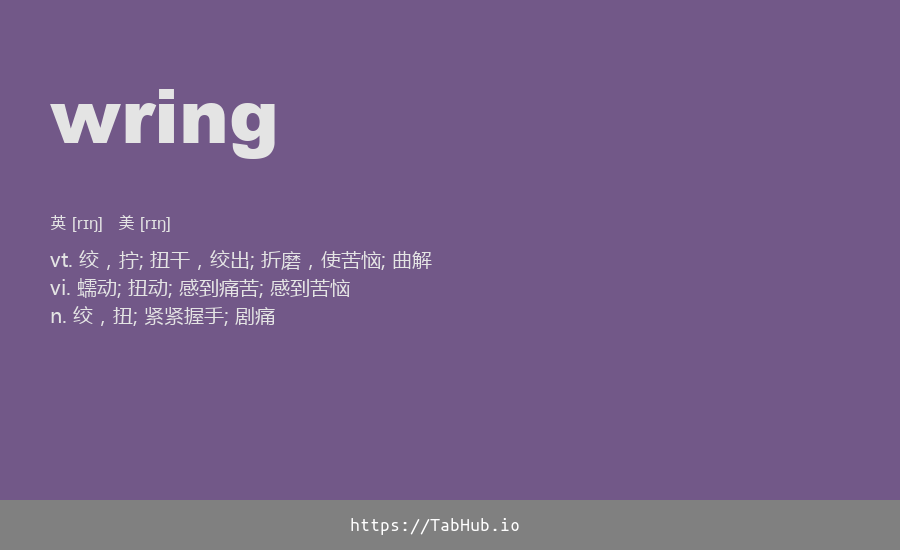 wring
英 [rɪŋ]   美 [rɪŋ]
vt. 绞，拧; 扭干，绞出; 折磨，使苦恼; 曲解
vi. 蠕动; 扭动; 感到痛苦; 感到苦恼
n. 绞，扭; 紧紧握手; 剧痛
https://TabHub.io